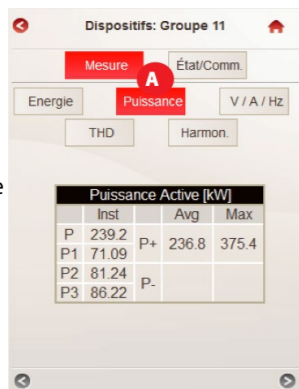 Dispositifs: Groupe 11
Mesure État/Comm.
A
Energie Puissance V / A / Hz
THD Harmon.
e
Puissance Active [kW]
Inst Avg Max
P 239.2 P+ 236.8 375.4
P1 71.09
P2 81.24 P-
P3 86.22